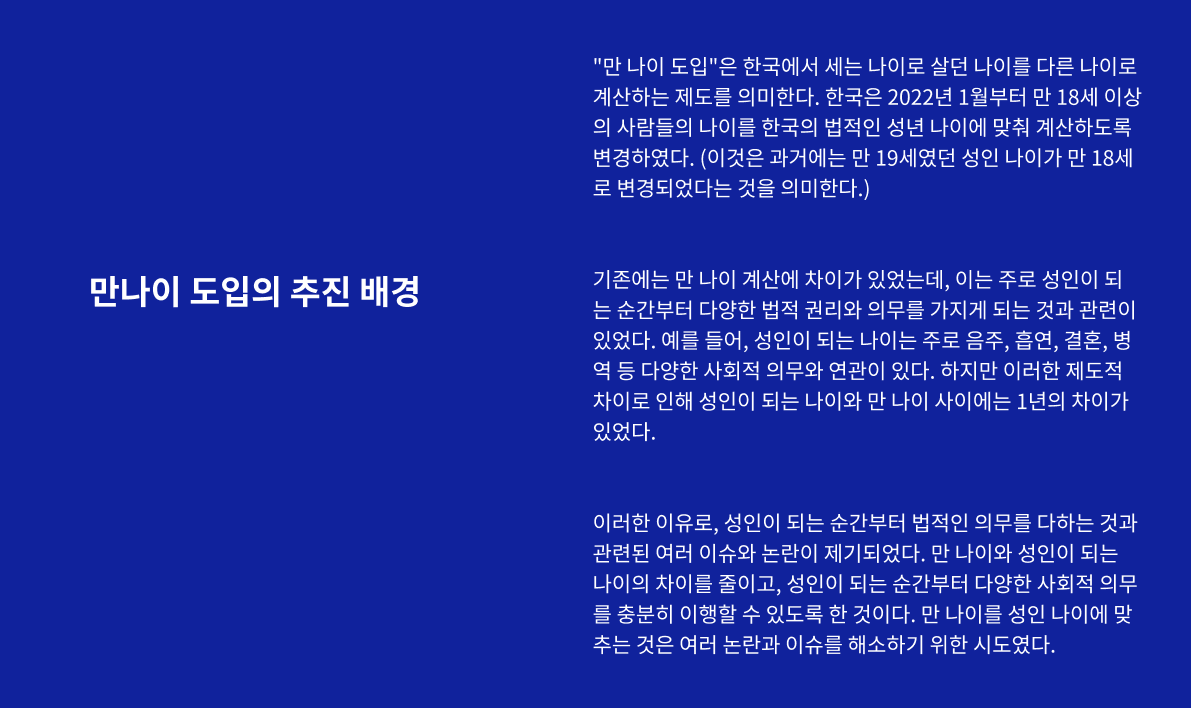 만나이 도입의 추진 배경
"만 나이 도입"은 한국에서 세는 나이로 살던 나이를 다른 나이로
계산하는 제도를 의미한다. 한국은 2022년 1월부터 만 18세 이상
의 사람들의 나이를 한국의 법적인 성년 나이에 맞춰 계산하도록
변경하였다. (이것은 과거에는 만 19세였던 성인 나이가 만 18세
로 변경되었다는 것을 의미한다.)
기존에는 만 나이 계산에 차이가 있었는데, 이는 주로 성인이 되
는 순간부터 다양한 법적 권리와 의무를 가지게 되는 것과 관련이
있었다. 예를 들어, 성인이 되는 나이는 주로 음주, 흡연, 결혼, 병
역 등 다양한 사회적 의무와 연관이 있다. 하지만 이러한 제도적
차이로 인해 성인이 되는 나이와 만 나이 사이에는 1년의 차이가
있었다.
이러한 이유로, 성인이 되는 순간부터 법적인 의무를 다하는 것과
관련된 여러 이슈와 논란이 제기되었다. 만 나이와 성인이 되는
나이의 차이를 줄이고, 성인이 되는 순간부터 다양한 사회적 의무
를 충분히 이행할 수 있도록 한 것이다. 만 나이를 성인 나이에 맞
추는 것은 여러 논란과 이슈를 해소하기 위한 시도였다.